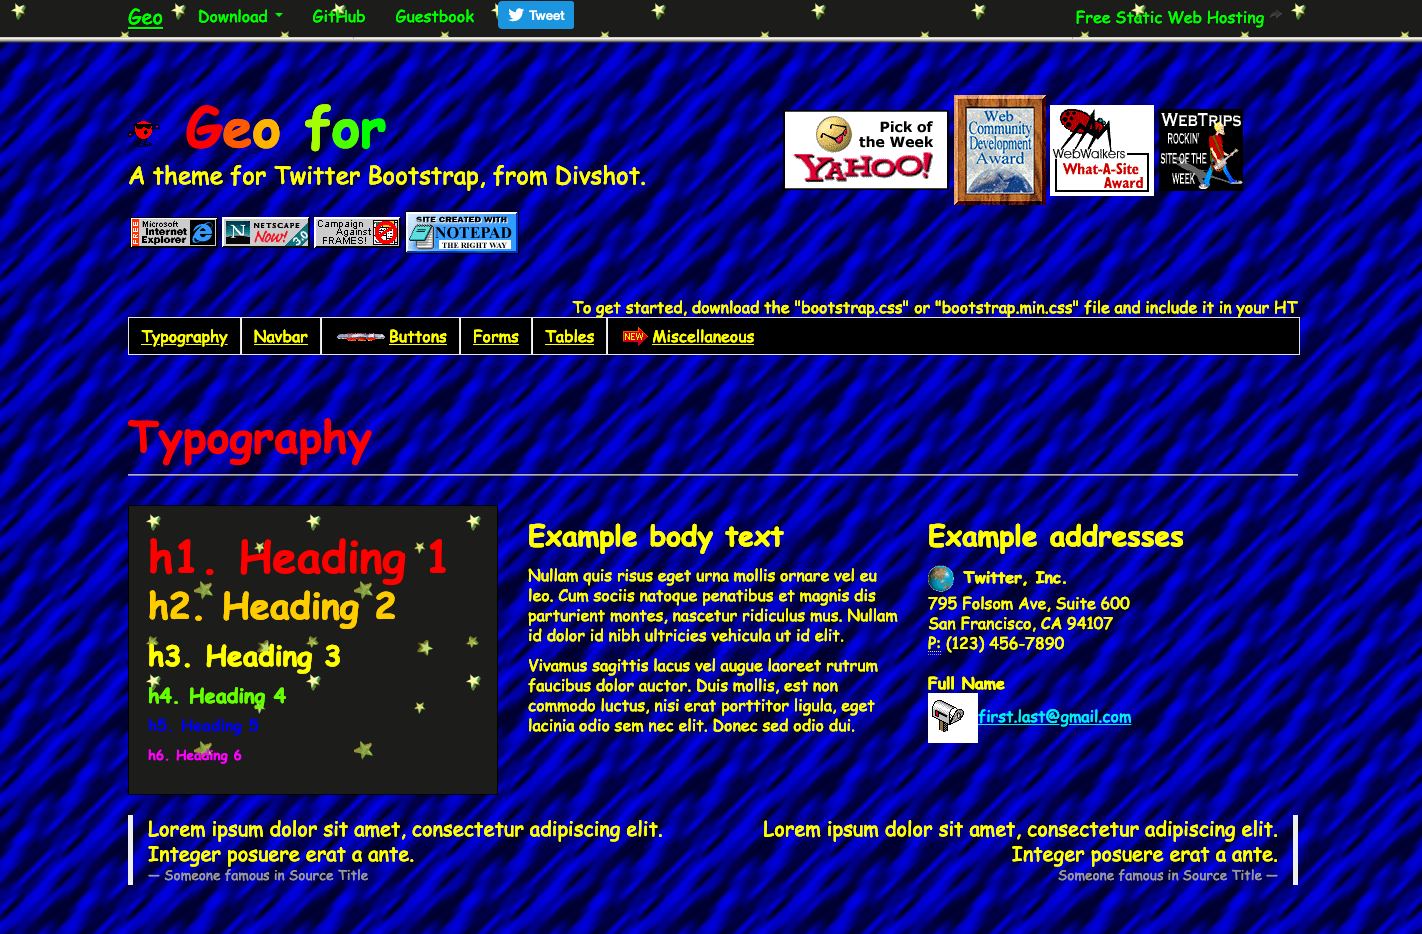 Geo Download GitHub Guestbook Tweet Free Static Web Hosting
Geo for
A theme for Twitter Bootstrap, from Divshot.
Pick of
the Week
YAHOO!
Web
Community
Development
Award
WebWalkers
What-A-Site
Award
WEBTRIPS
ROCKIN'
SITE OF THE
WEEK
FREE
Microsoft
Internet
Explorer
N
NETSCAPE
Now! 3.0
Campaign
Against
FRAMES!
SITE CREATED WITH
NOTEPAD
THE RIGHT WAY
To get started, download the "bootstrap.css" or "bootstrap.min.css" file and include it in your HT
Typography Navbar Buttons Forms Tables NEW Miscellaneous
Typography
h1. Heading 1
h2. Heading 2
h3. Heading 3
h4. Heading 4
h5. Heading 5
h6. Heading 6
Example body text
Nullam quis risus eget urna mollis ornare vel eu
leo. Cum sociis natoque penatibus et magnis dis
parturient montes, nascetur ridiculus mus. Nullam
id dolor id nibh ultricies vehicula ut id elit.
Vivamus sagittis lacus vel augue laoreet rutrum
faucibus dolor auctor. Duis mollis, est non
commodo luctus, nisi erat porttitor ligula, eget
lacinia odio sem nec elit. Donec sed odio dui.
Example addresses
Twitter, Inc.
795 Folsom Ave, Suite 600
San Francisco, CA 94107
P: (123) 456-7890
Full Name
first.last@gmail.com
Lorem ipsum dolor sit amet, consectetur adipiscing elit.
Integer posuere erat a ante.
— Someone famous in Source Title
Lorem ipsum dolor sit amet, consectetur adipiscing elit.
Integer posuere erat a ante.
Someone famous in Source Title —